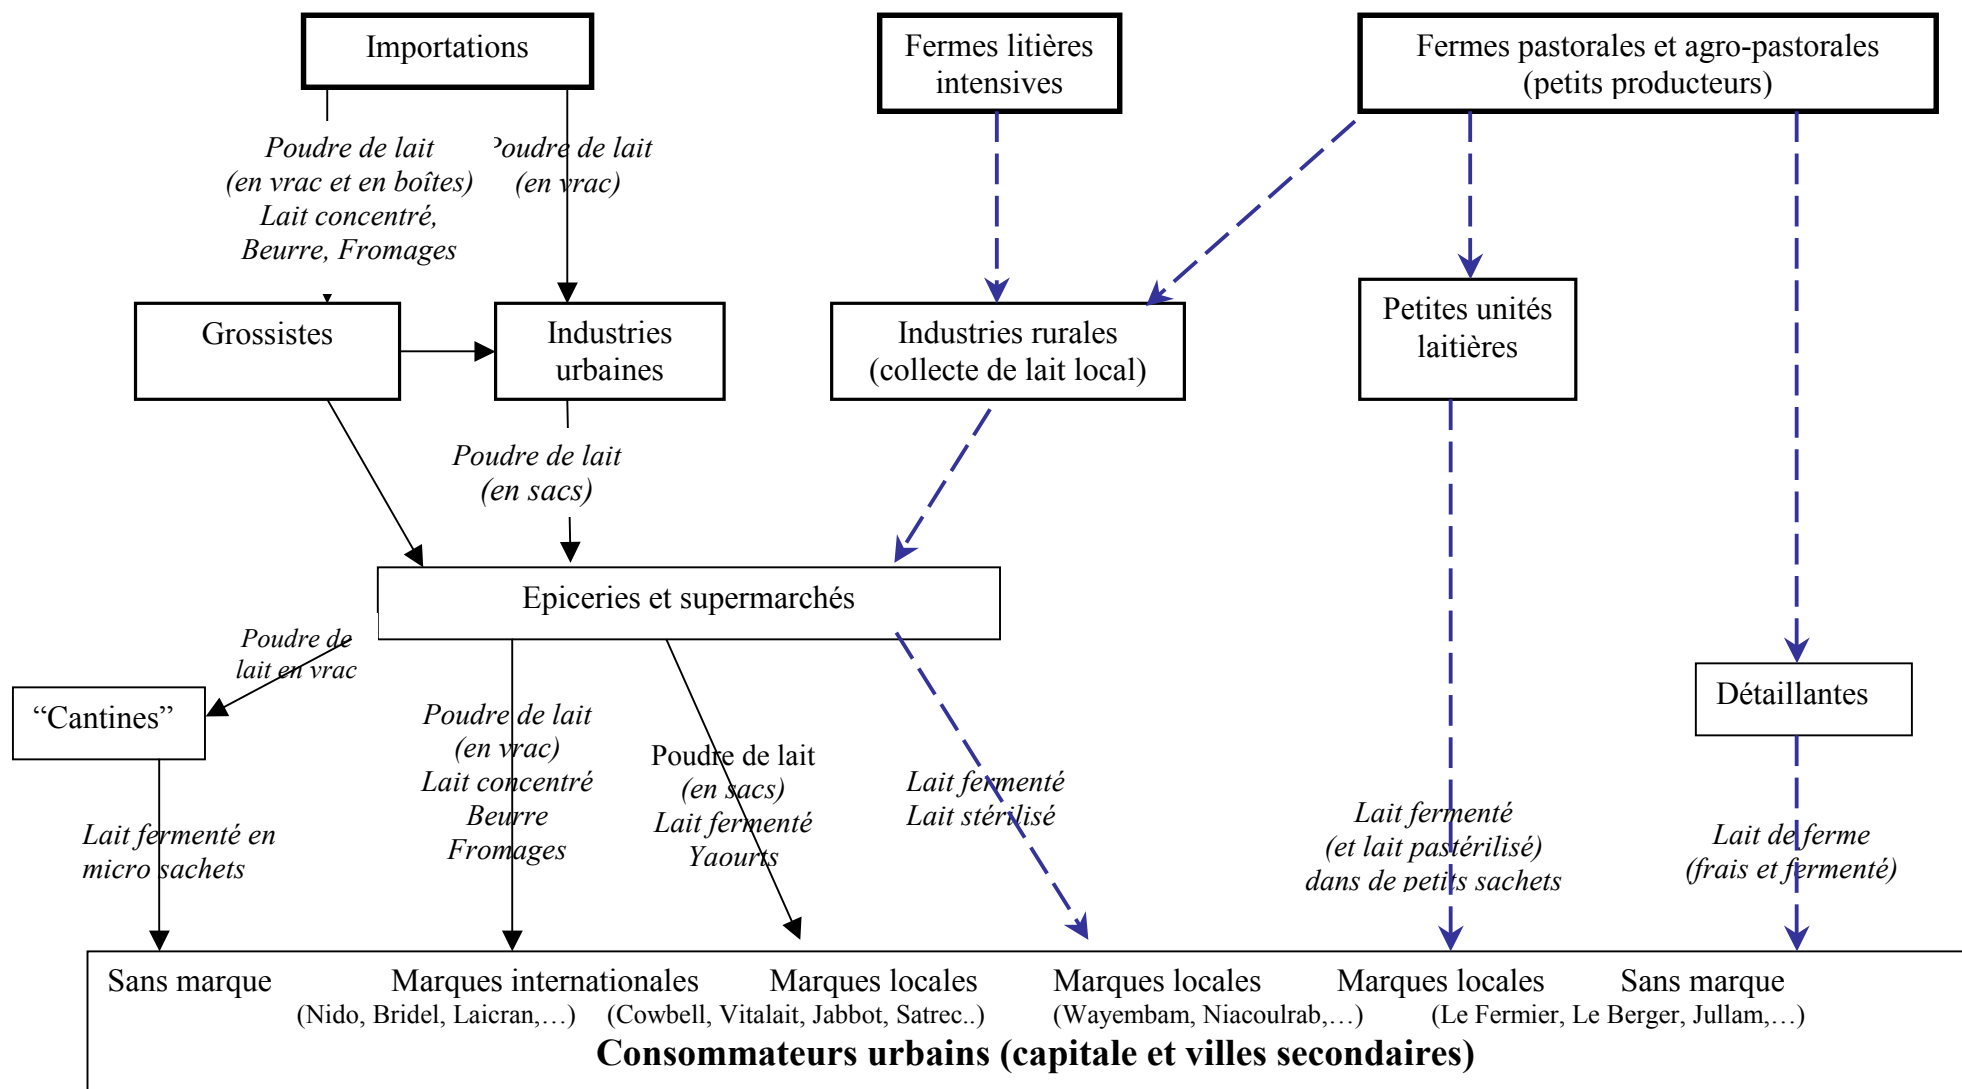 Importations
Fermes litières
intensives
Fermes pastorales et agro-pastorales
(petits producteurs)
Poudre de lait
(en vrac et en boîtes)
Lait concentré,
Beurre, Fromages
Poudre de lait
(en vrac)
Grossistes
Industries
urbaines
Industries rurales
(collecte de lait local)
Petites unités
laitières
Poudre de lait
(en sacs)
Epiceries et supermarchés
Poudre de
lait en vrac
“Cantines”
Détaillantes
Poudre de lait
(en vrac)
Lait concentré
Beurre
Fromages
Poudre de lait
(en sacs)
Lait fermenté
Yaourts
Lait fermenté
Lait stérilisé
Lait fermenté en
micro sachets
Lait fermenté
(et lait pastérilisé)
dans de petits sachets
Lait de ferme
(frais et fermenté)
Sans marque Marques internationales Marques locales Marques locales Marques locales Sans marque
(Nido, Bridel, Laicran,…) (Cowbell, Vitalait, Jabbot, Satrec..) (Wayembam, Niacoulrab,…) (Le Fermier, Le Berger, Jullam,…)
Consommateurs urbains (capitale et villes secondaires)